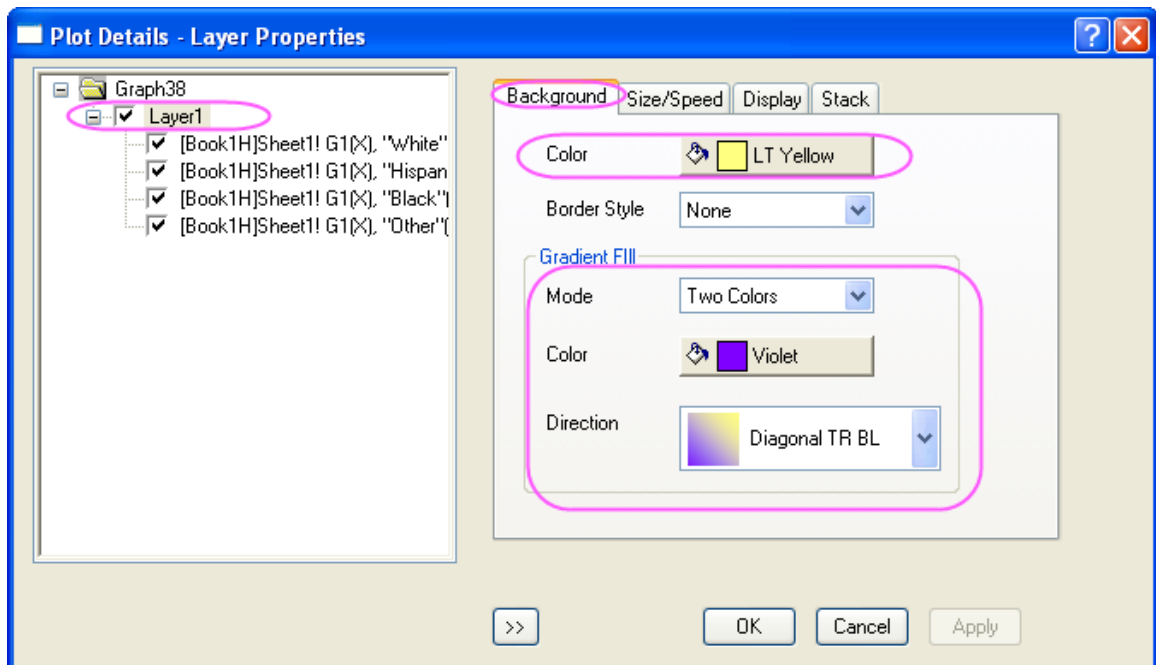 Plot Details - Layer Properties
Graph38
Layer1
[Book1H]Sheet1! G1(X), "White"
[Book1H]Sheet1! G1(X), "Hispan
[Book1H]Sheet1! G1(X), "Black"(
[Book1H]Sheet1! G1(X), "Other"(
Background Size/Speed Display Stack
Color LT Yellow
Border Style None
Gradient FIll
Mode Two Colors
Color Violet
Direction Diagonal TR BL
>> OK Cancel Apply